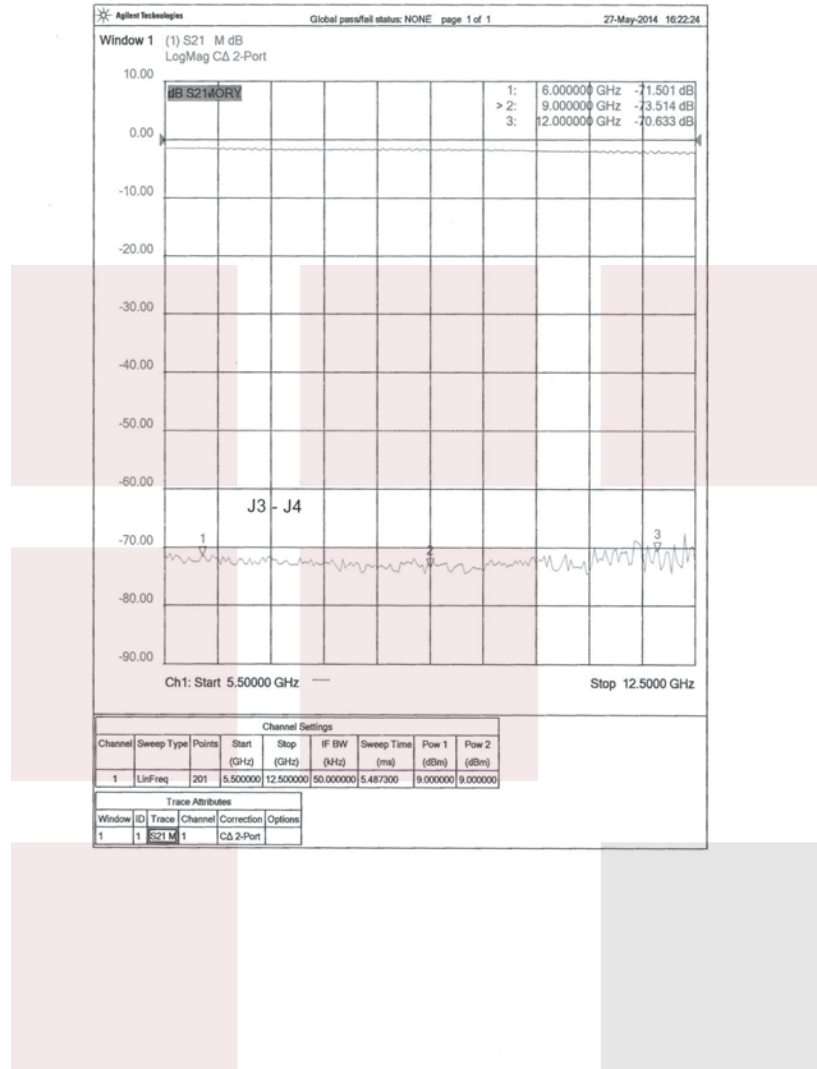 Agilent Technologies Global pass/fail status: NONE page 1 of 1 27-May-2014 16:22:24
Window 1 (1) S21 M dB
LogMag CΔ 2-Port
10.00
dB S21MORY
1: 6.000000 GHz -71.501 dB
> 2: 9.000000 GHz -73.514 dB
3: 12.000000 GHz -70.633 dB
0.00
-10.00
-20.00
-30.00
-40.00
-50.00
-60.00
J3 - J4
-70.00
1
2
3
-80.00
-90.00
Ch1: Start 5.50000 GHz Stop 12.5000 GHz
Channel Settings
Channel Sweep Type Points Start Stop IF BW Sweep Time Pow 1 Pow 2
(GHz) (GHz) (kHz) (ms) (dBm) (dBm)
1 LinFreq 201 5.500000 12.500000 50.000000 5.487300 9.000000 9.000000
Trace Attributes
Window ID Trace Channel Correction Options
1 1 S21 M 1 CΔ 2-Port